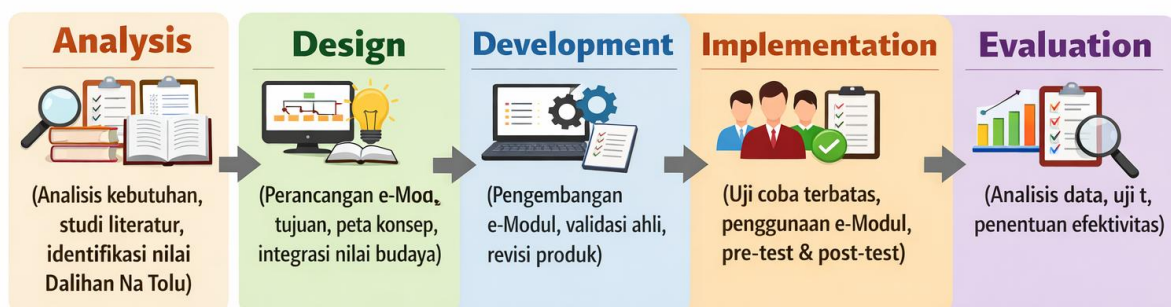 Analysis
(Analisis kebutuhan,
studi literatur,
identifikasi nilai
Dalihan Na Tolu)
Design
(Perancangan
tujuan, peta konsep,
integrasi nilai budaya)
Development
(Pengembangan
e-Modul, validasi ahli,
revisi produk)
Implementation
(Uji coba terbatas,
penggunaan e-Modul,
pre-test & post-test)
Evaluation
(Analisis data, uji t,
penentuan efektivitas)